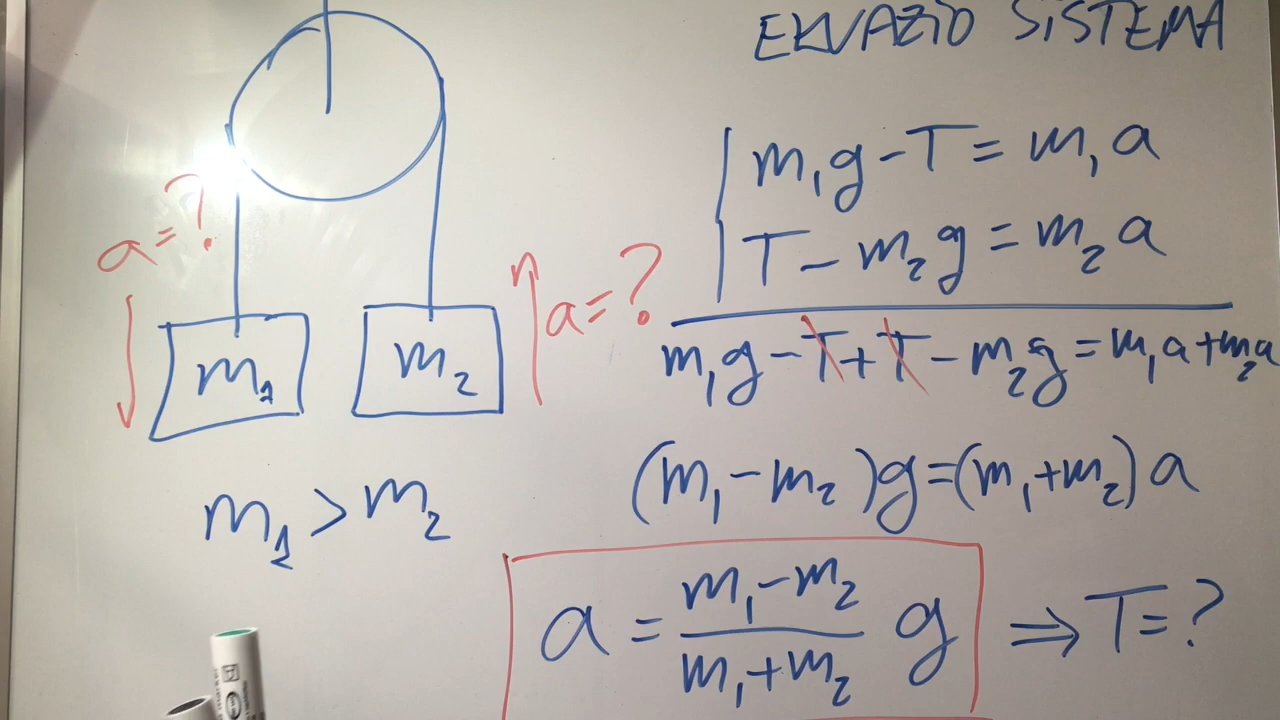 EKUAZIO SISTEMA
m₁g - T = m₁a
T - m₂g = m₂a
m₁g - T + T - m₂g = m₁a + m₂a
(m₁ - m₂)g = (m₁ + m₂)a
a = (m₁ - m₂)/(m₁ + m₂) g ⇒ T = ?
a = ?
a = ?
m₁
m₂
m₁ > m₂